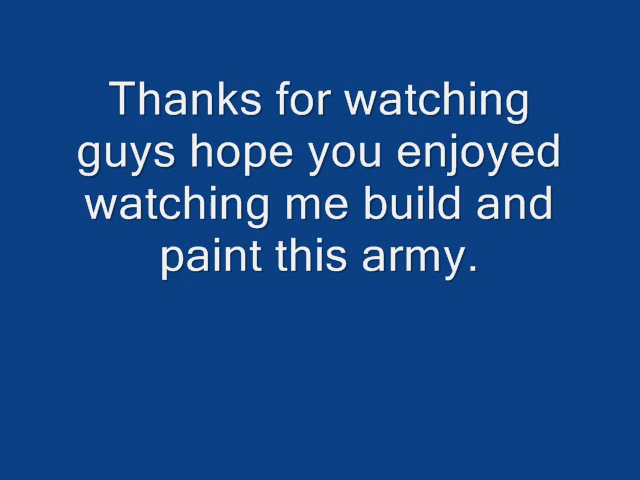 Thanks for watching
guys hope you enjoyed
watching me build and
paint this army.